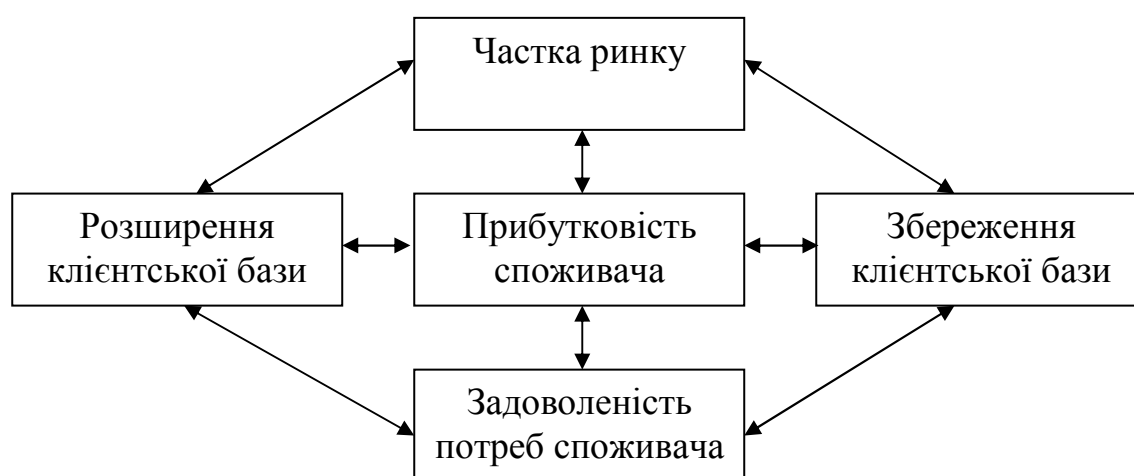 Частка ринку
Розширення
клієнтської бази
Прибутковість
споживача
Збереження
клієнтської бази
Задоволеність
потреб споживача